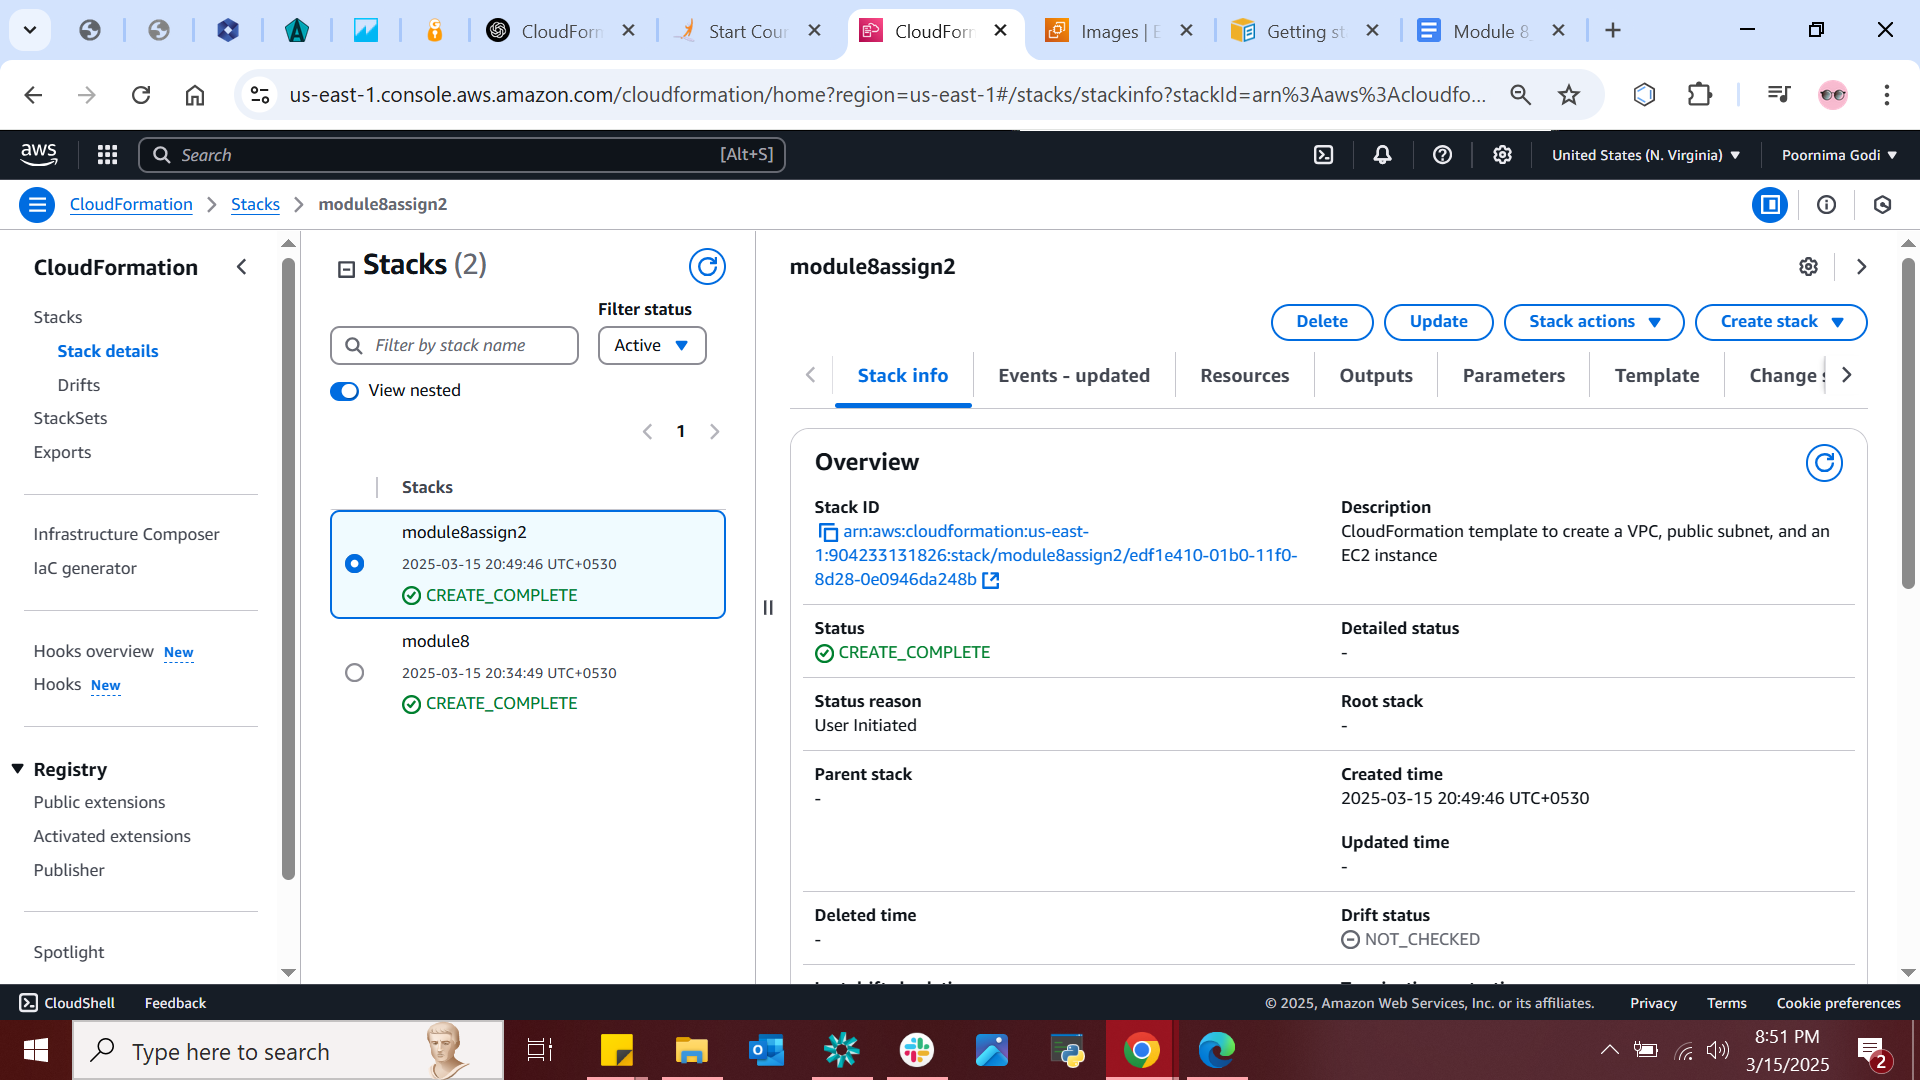 CloudForn
Start Cour
CloudForn
Images | E
Getting st
Module 8_
us-east-1.console.aws.amazon.com/cloudformation/home?region=us-east-1#/stacks/stackinfo?stackId=arn%3Aaws%3Acloudfo...
aws
Search
[Alt+S]
United States (N. Virginia)
Poornima Godi
CloudFormation
Stacks
module8assign2
CloudFormation
Stacks
Stack details
Drifts
StackSets
Exports
Infrastructure Composer
IaC generator
Hooks overview New
Hooks New
Registry
Public extensions
Activated extensions
Publisher
Spotlight
Stacks (2)
Filter status
Filter by stack name
Active
View nested
1
Stacks
module8assign2
2025-03-15 20:49:46 UTC+0530
CREATE_COMPLETE
module8
2025-03-15 20:34:49 UTC+0530
CREATE_COMPLETE
module8assign2
Delete
Update
Stack actions
Create stack
Stack info
Events - updated
Resources
Outputs
Parameters
Template
Change
Overview
Stack ID
arn:aws:cloudformation:us-east-
1:904233131826:stack/module8assign2/edf1e410-01b0-11f0-
8d28-0e0946da248b
Description
CloudFormation template to create a VPC, public subnet, and an
EC2 instance
Status
CREATE_COMPLETE
Detailed status
-
Status reason
User Initiated
Root stack
-
Parent stack
-
Created time
2025-03-15 20:49:46 UTC+0530
Updated time
-
Deleted time
-
Drift status
NOT_CHECKED
CloudShell
Feedback
© 2025, Amazon Web Services, Inc. or its affiliates.
Privacy
Terms
Cookie preferences
Type here to search
8:51 PM
3/15/2025
2